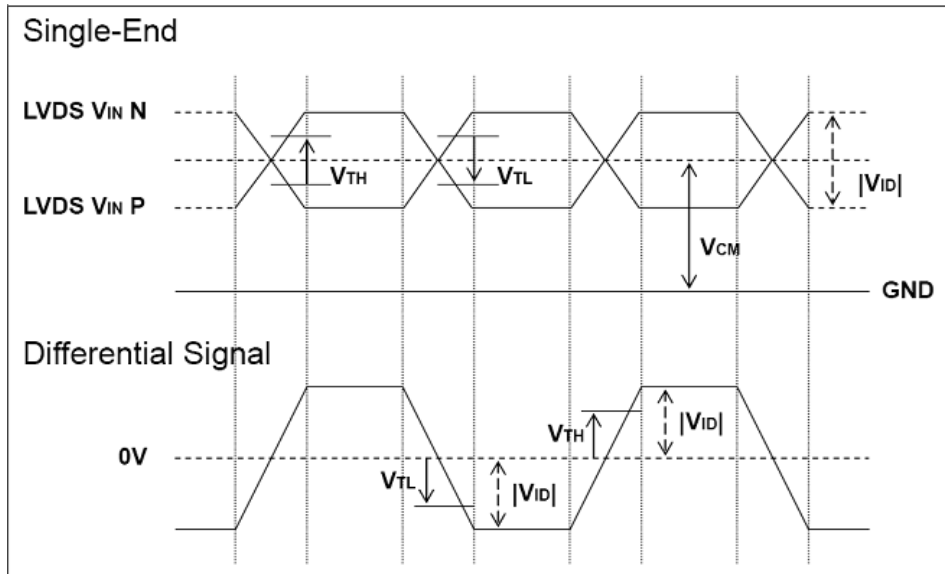 Single-End
LVDS VIN N
VTH
VTL
|VID|
LVDS VIN P
VCM
GND
Differential Signal
|VID|
VTH
0V
VTL
|VID|